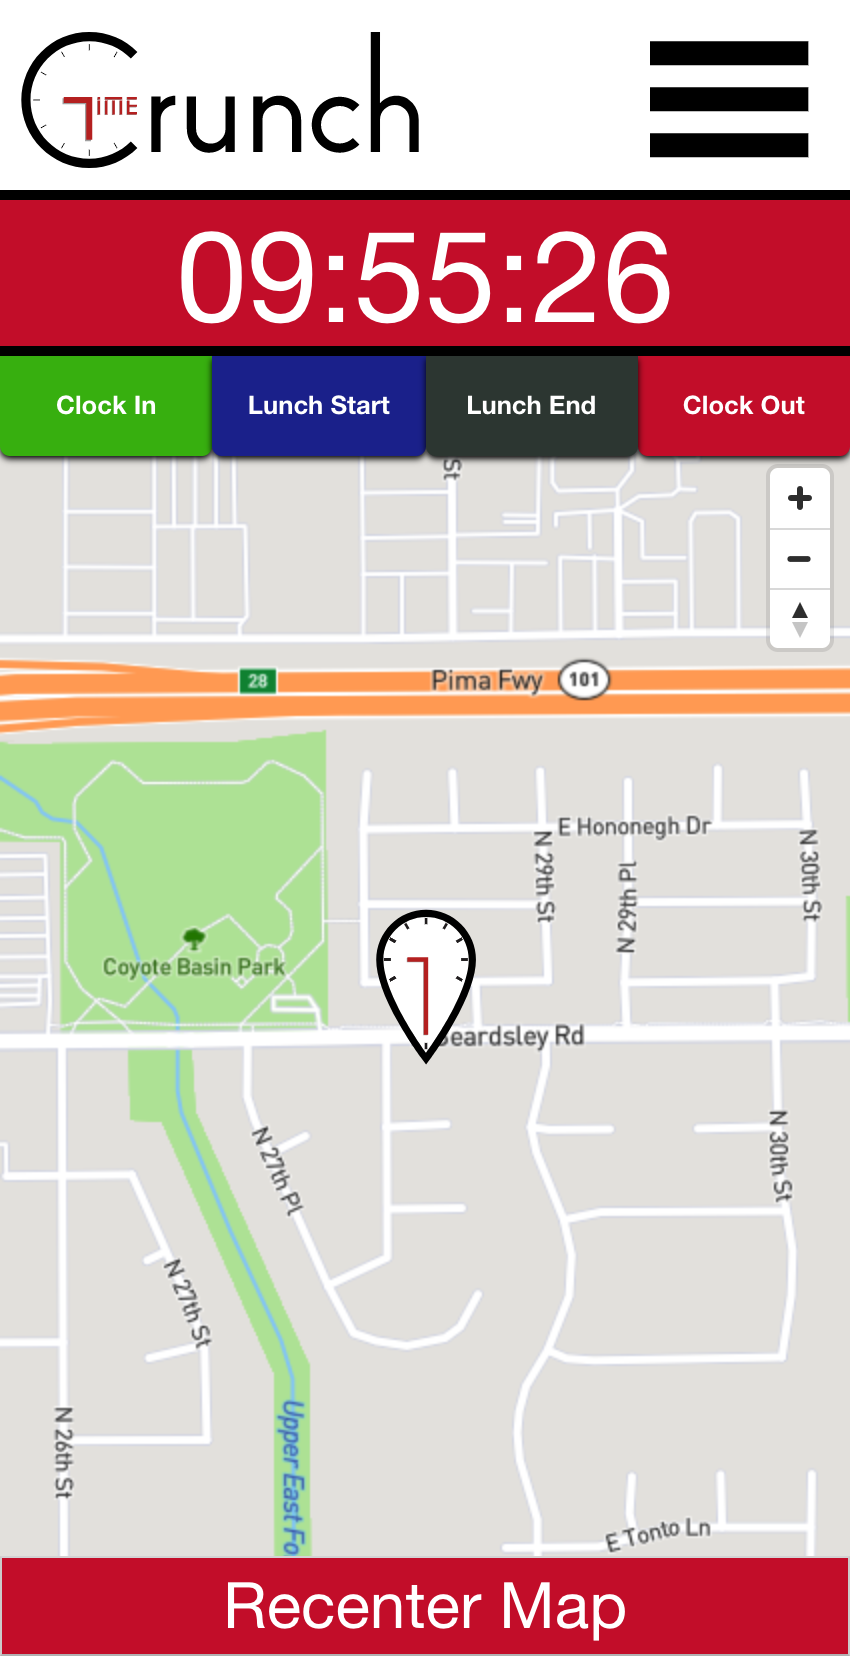 TIME Crunch
09:55:26
Clock In Lunch Start Lunch End Clock Out
St
28 Pima Fwy 101
E Hononegh Dr
N 29th St
N 29th Pl
N 30th St
Coyote Basin Park
Beardsley Rd
N 27th Pl
N 30th St
N 27th St
N 26th St
Upper East Fo
E Tonto Ln
Recenter Map